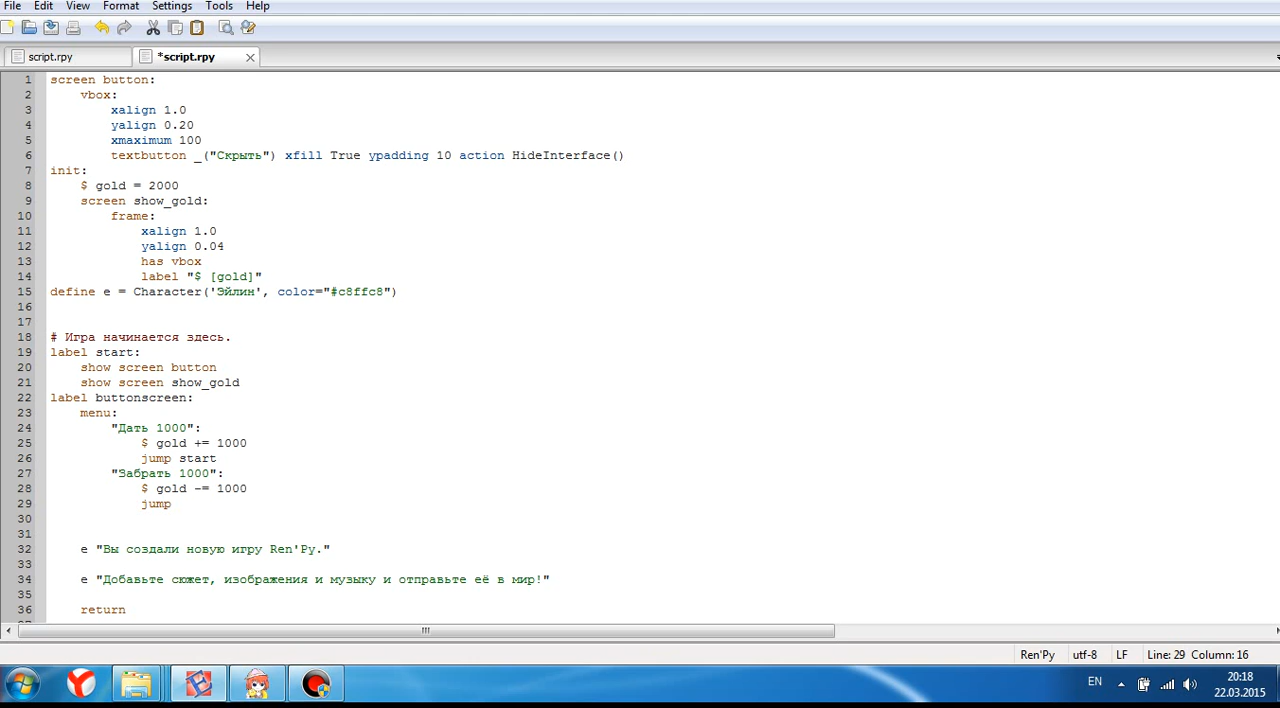 File Edit View Format Settings Tools Help
script.rpy *script.rpy
1 screen button:
2 vbox:
3 xalign 1.0
4 yalign 0.20
5 xmaximum 100
6 textbutton _("Скрыть") xfill True ypadding 10 action HideInterface()
7 init:
8 $ gold = 2000
9 screen show_gold:
10 frame:
11 xalign 1.0
12 yalign 0.04
13 has vbox
14 label "$ [gold]"
15 define e = Character('Эйлин', color="#c8ffc8")
16
17
18 # Игра начинается здесь.
19 label start:
20 show screen button
21 show screen show_gold
22 label buttonscreen:
23 menu:
24 "Дать 1000":
25 $ gold += 1000
26 jump start
27 "Забрать 1000":
28 $ gold -= 1000
29 jump
30
31
32 e "Вы создали новую игру Ren'Py."
33
34 e "Добавьте сюжет, изображения и музыку и отправьте её в мир!"
35
36 return
Ren'Py utf-8 LF Line: 29 Column: 16
EN 20:18
22.03.2015